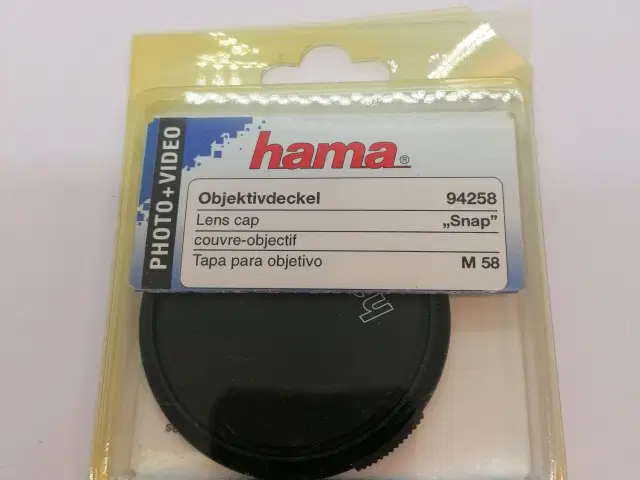 PHOTO+VIDEO
hama®
Objektivdeckel 94258
Lens cap „Snap”
couvre-objectif
Tapa para objetivo M 58